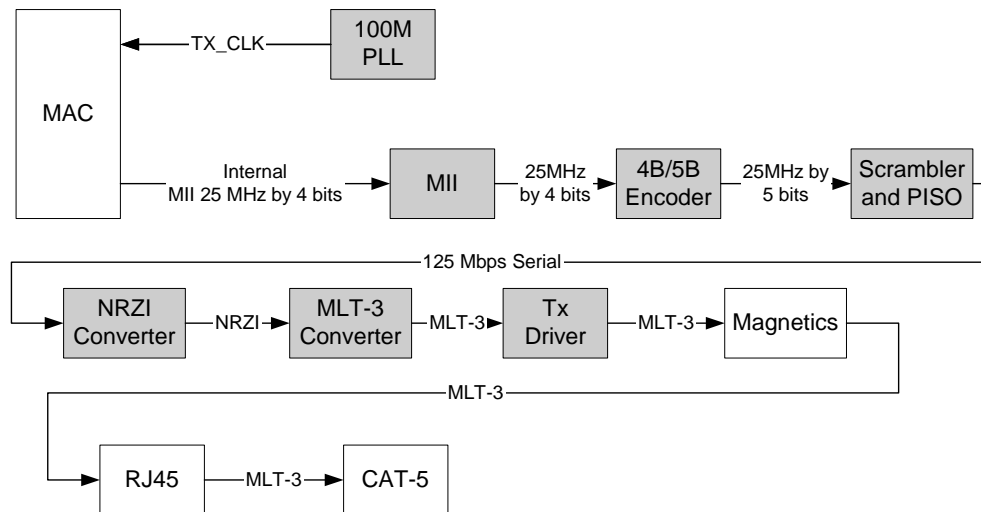 100M
PLL
TX_CLK
MAC
Internal
MII 25 MHz by 4 bits
MII
25MHz
by 4 bits
4B/5B
Encoder
25MHz by
5 bits
Scrambler
and PISO
125 Mbps Serial
NRZI
Converter
NRZI
MLT-3
Converter
MLT-3
Tx
Driver
MLT-3
Magnetics
MLT-3
RJ45
MLT-3
CAT-5